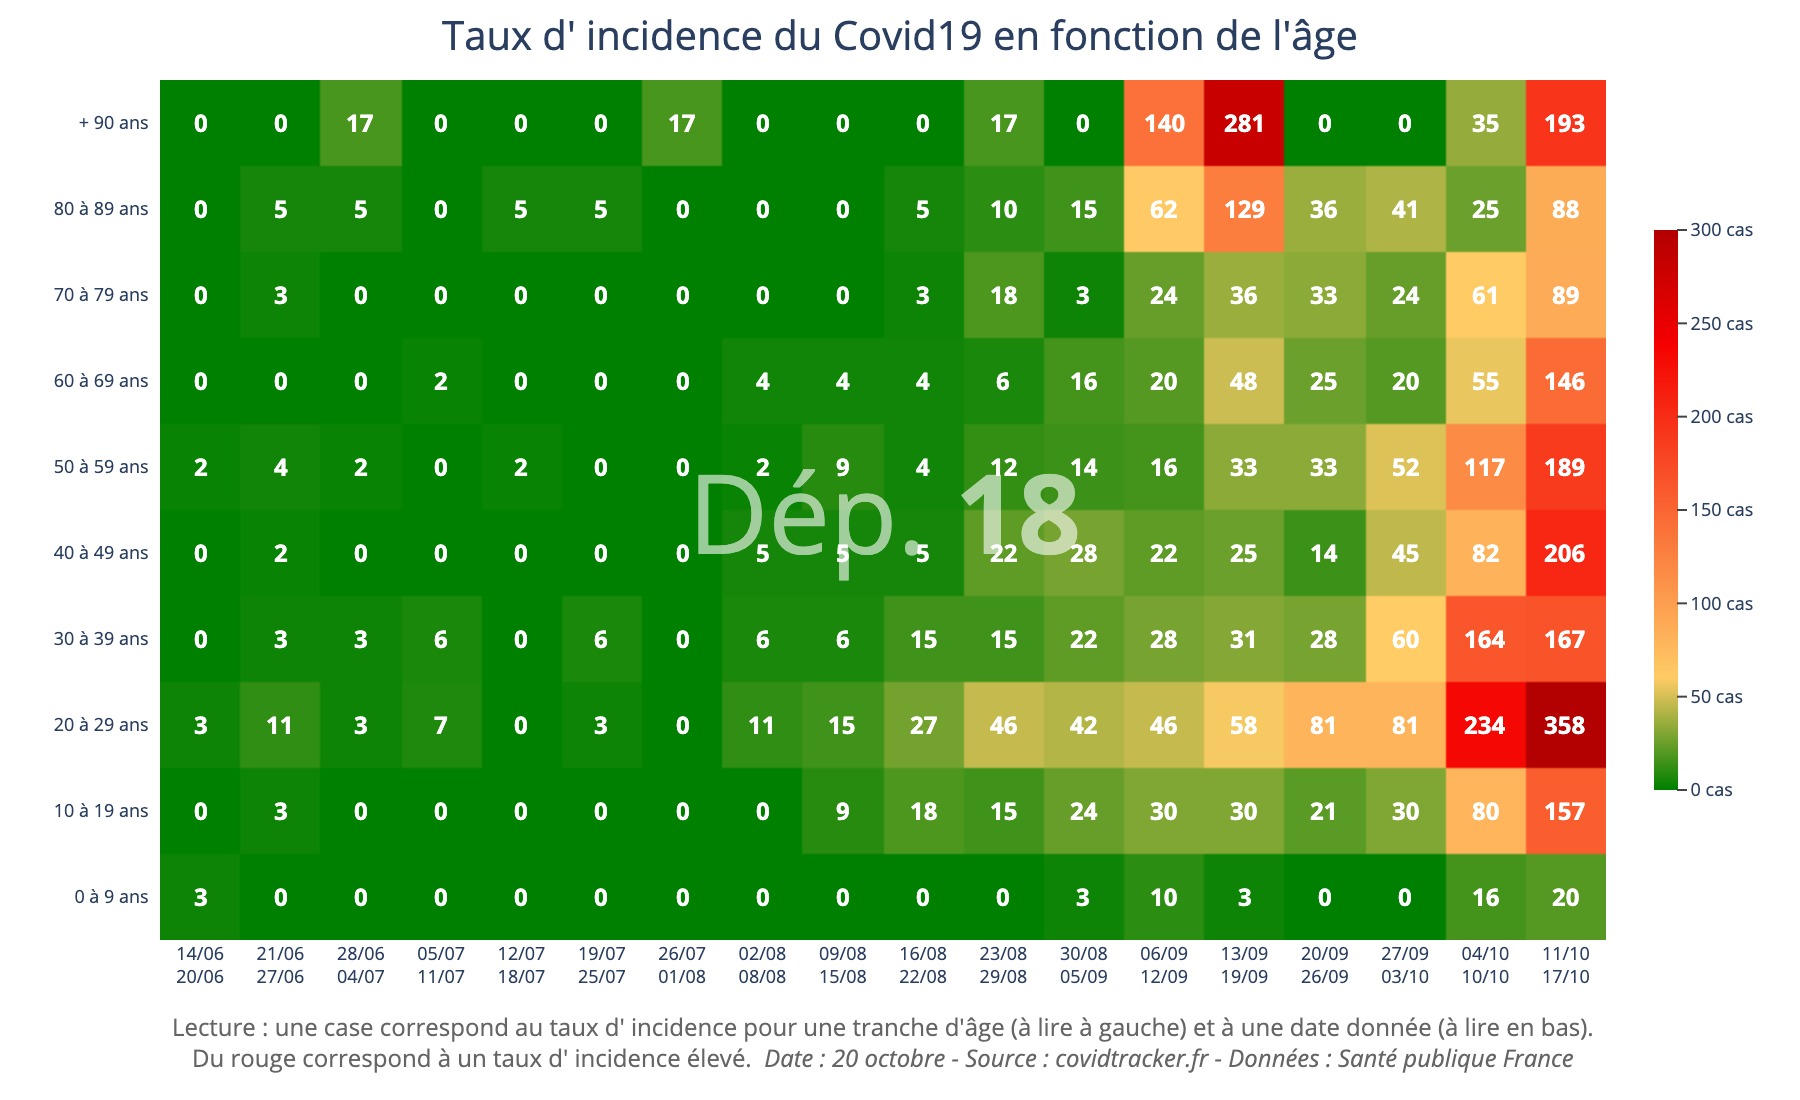 Taux d' incidence du Covid19 en fonction de l'âge
+ 90 ans 0 0 17 0 0 0 17 0 0 0 17 0 140 281 0 0 35 193
80 à 89 ans 0 5 5 0 5 5 0 0 0 5 10 15 62 129 36 41 25 88
70 à 79 ans 0 3 0 0 0 0 0 0 0 3 18 3 24 36 33 24 61 89
60 à 69 ans 0 0 0 2 0 0 0 4 4 4 6 16 20 48 25 20 55 146
50 à 59 ans 2 4 2 0 2 0 0 2 9 4 12 14 16 33 33 52 117 189
Dép. 18
40 à 49 ans 0 2 0 0 0 0 0 5 5 5 22 28 22 25 14 45 82 206
30 à 39 ans 0 3 3 6 0 6 0 6 6 15 15 22 28 31 28 60 164 167
20 à 29 ans 3 11 3 7 0 3 0 11 15 27 46 42 46 58 81 81 234 358
10 à 19 ans 0 3 0 0 0 0 0 0 9 18 15 24 30 30 21 30 80 157
0 à 9 ans 3 0 0 0 0 0 0 0 0 0 0 3 10 3 0 0 16 20
14/06 21/06 28/06 05/07 12/07 19/07 26/07 02/08 09/08 16/08 23/08 30/08 06/09 13/09 20/09 27/09 04/10 11/10
20/06 27/06 04/07 11/07 18/07 25/07 01/08 08/08 15/08 22/08 29/08 05/09 12/09 19/09 26/09 03/10 10/10 17/10
300 cas
250 cas
200 cas
150 cas
100 cas
50 cas
0 cas
Lecture : une case correspond au taux d' incidence pour une tranche d'âge (à lire à gauche) et à une date donnée (à lire en bas).
Du rouge correspond à un taux d' incidence élevé. Date : 20 octobre - Source : covidtracker.fr - Données : Santé publique France